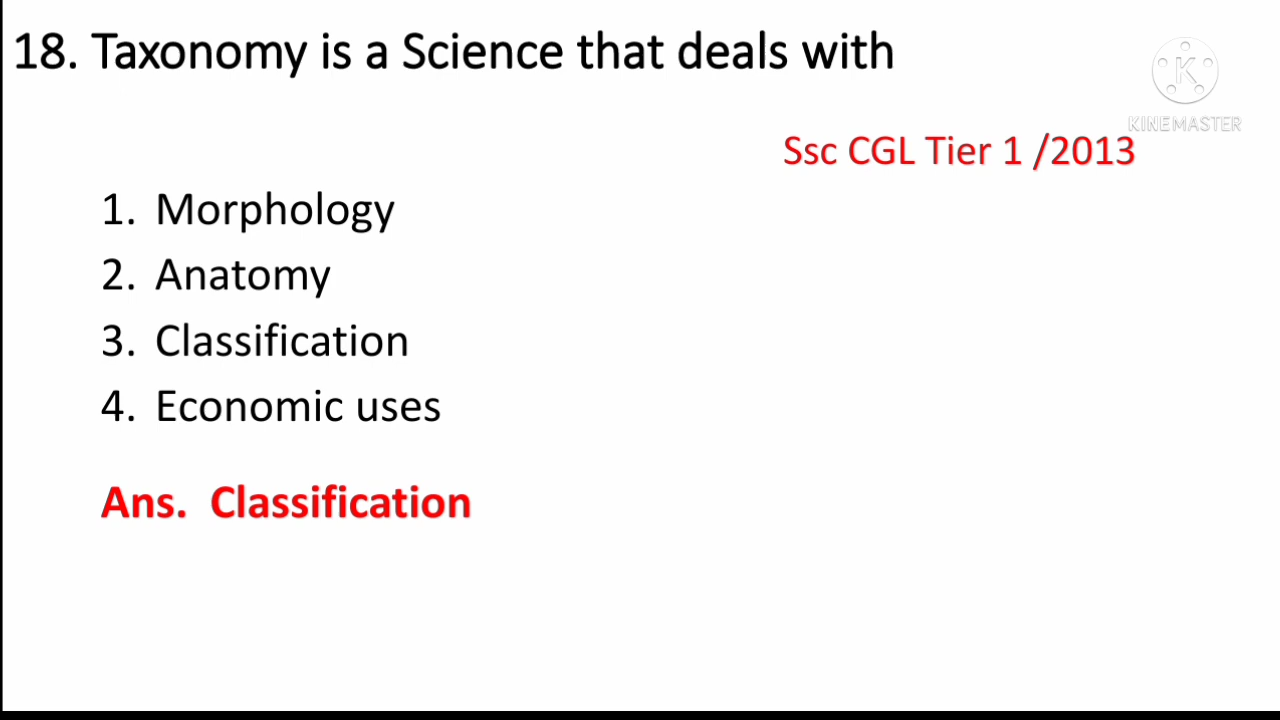 18. Taxonomy is a Science that deals with
K
KINEMASTER
Ssc CGL Tier 1 /2013
1. Morphology
2. Anatomy
3. Classification
4. Economic uses
Ans. Classification